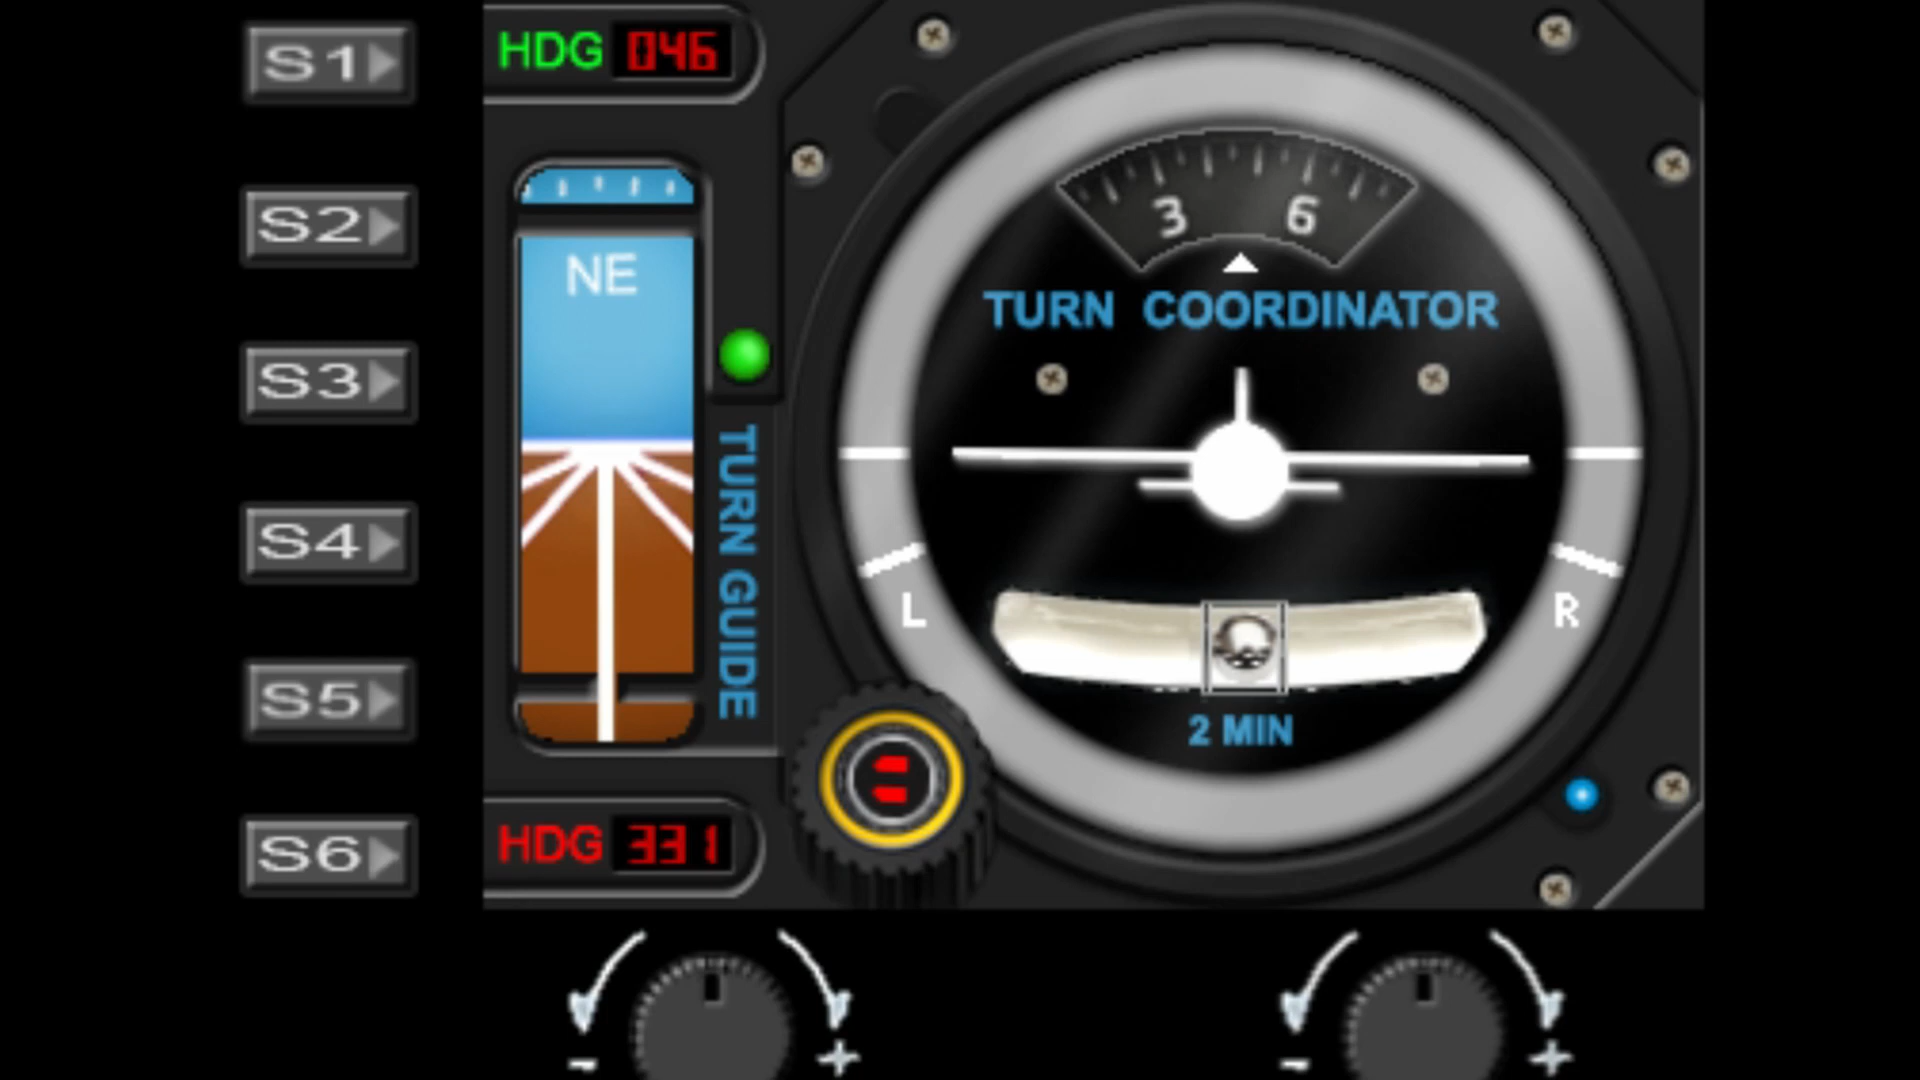 S1
HDG 046
S2
3 6
NE
TURN COORDINATOR
S3
TURN GUIDE
S4
L
R
S5
2 MIN
S6
HDG 331
- +
- +